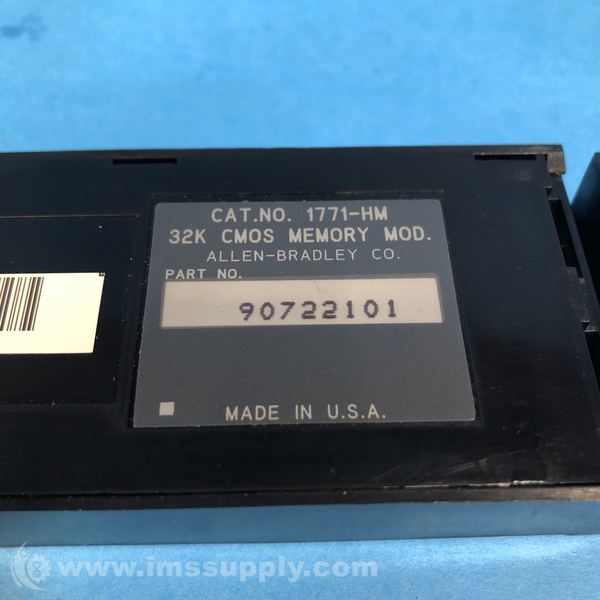 CAT.NO. 1771-HM
32K CMOS MEMORY MOD.
ALLEN-BRADLEY CO.
PART NO.
90722101
MADE IN U.S.A.
www.imssupply.com